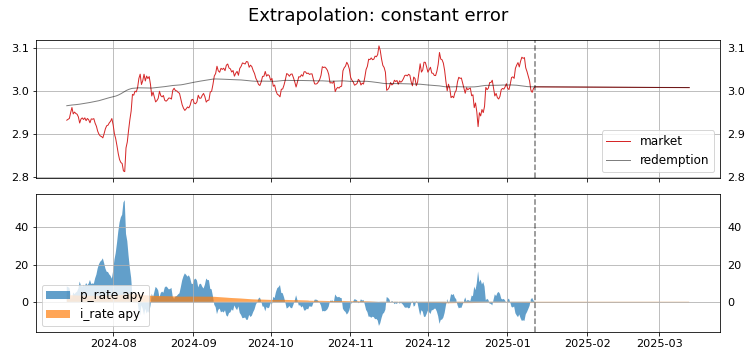 Extrapolation: constant error
3.1 3.1
3.0 3.0
2.9 2.9
2.8 2.8
market
redemption
40 40
20 20
0 0
p_rate apy
i_rate apy
2024-08 2024-09 2024-10 2024-11 2024-12 2025-01 2025-02 2025-03